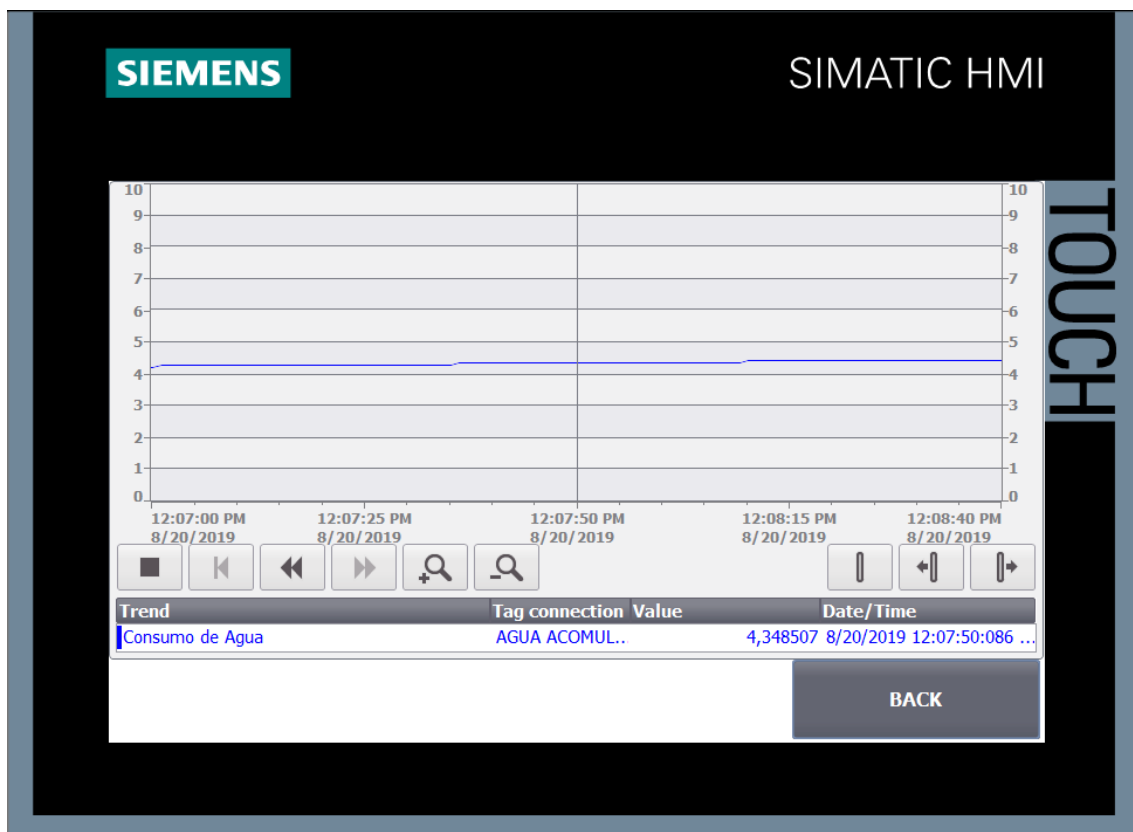 SIEMENS
SIMATIC HMI
TOUCH
10 10
9 9
8 8
7 7
6 6
5 5
4 4
3 3
2 2
1 1
0 0
12:07:00 PM 12:07:25 PM 12:07:50 PM 12:08:15 PM 12:08:40 PM
8/20/2019 8/20/2019 8/20/2019 8/20/2019 8/20/2019
Trend Tag connection Value Date/Time
Consumo de Agua AGUA ACOMUL... 4,348507 8/20/2019 12:07:50:086 ...
BACK